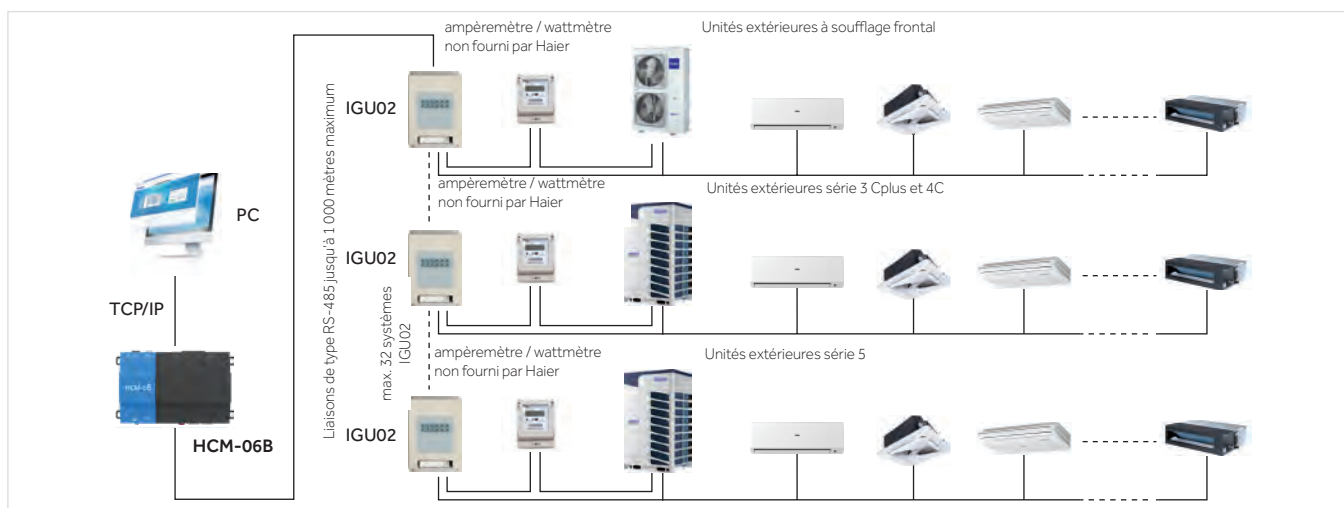 ampèremètre / wattmètre
non fourni par Haier
Unités extérieures à soufflage frontal
IGU02
ampèremètre / wattmètre
non fourni par Haier
Unités extérieures série 3 Cplus et 4C
PC
IGU02
Liaisons de type RS-485 jusqu'à 1 000 mètres maximum
max. 32 systèmes
IGU02
TCP/IP
ampèremètre / wattmètre
non fourni par Haier
Unités extérieures série 5
HCM-06B
HCM-06B
IGU02